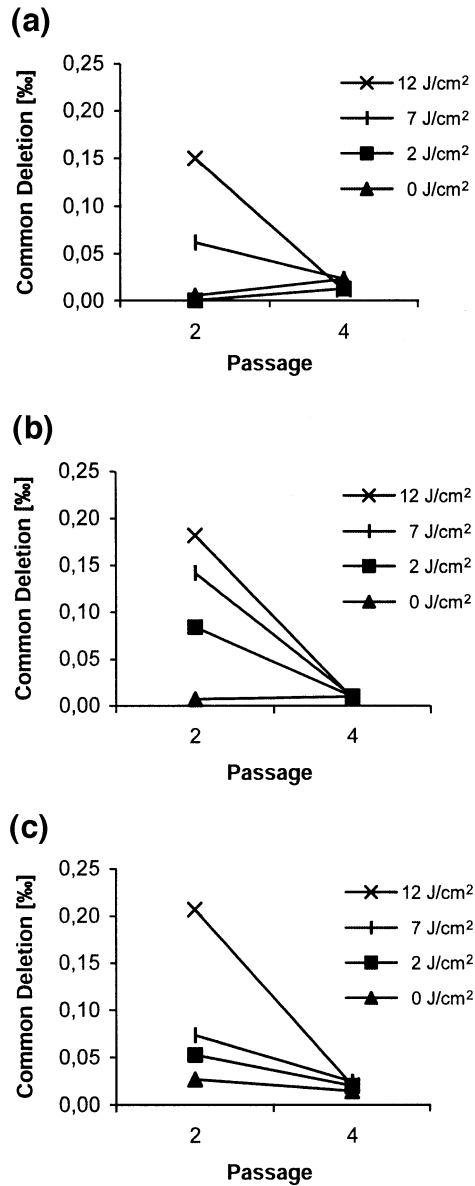 (a)
Common Deletion [‰]
0,25
0,20
0,15
0,10
0,05
0,00
2
4
Passage
12 J/cm²
7 J/cm²
2 J/cm²
0 J/cm²
(b)
Common Deletion [‰]
0,25
0,20
0,15
0,10
0,05
0,00
2
4
Passage
12 J/cm²
7 J/cm²
2 J/cm²
0 J/cm²
(c)
Common Deletion [‰]
0,25
0,20
0,15
0,10
0,05
0,00
2
4
Passage
12 J/cm²
7 J/cm²
2 J/cm²
0 J/cm²